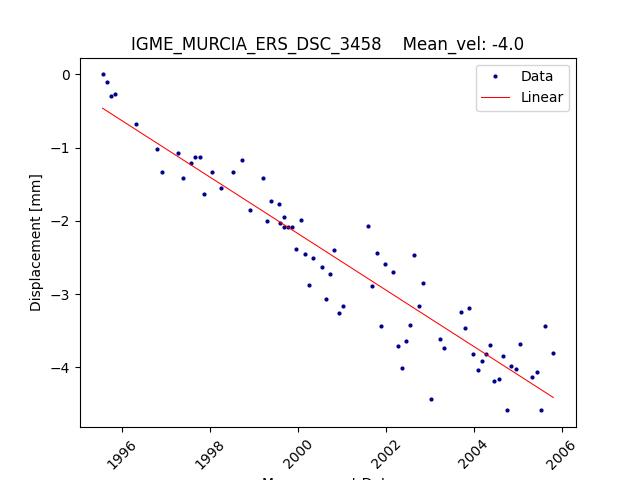 IGME_MURCIA_ERS_DSC_3458    Mean_vel: -4.0
Data
Linear
Displacement [mm]
0
−1
−2
−3
−4
1996
1998
2000
2002
2004
2006